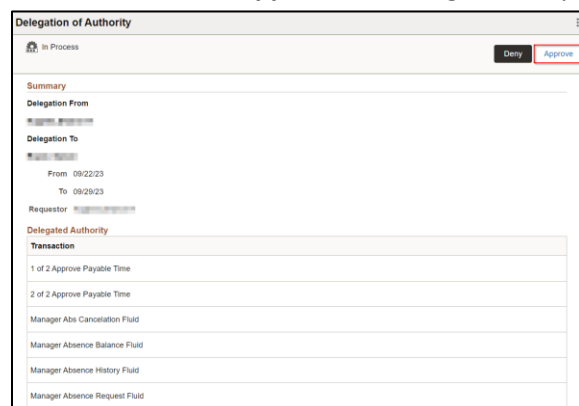 Delegation of Authority
In Process
Deny Approve
Summary
Delegation From
Delegation To
From 09/22/23
To 09/29/23
Requestor
Delegated Authority
Transaction
1 of 2 Approve Payable Time
2 of 2 Approve Payable Time
Manager Abs Cancelation Fluid
Manager Absence Balance Fluid
Manager Absence History Fluid
Manager Absence Request Fluid